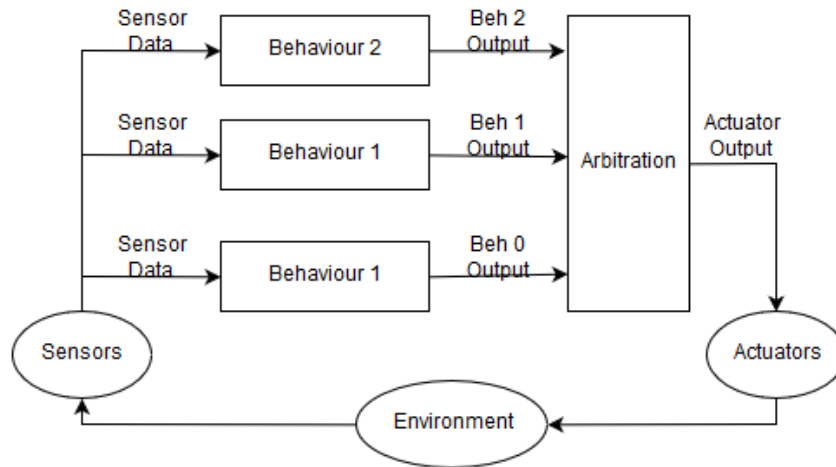 Sensor
Data
Behaviour 2
Beh 2
Output
Sensor
Data
Behaviour 1
Beh 1
Output
Arbitration
Actuator
Output
Sensor
Data
Behaviour 1
Beh 0
Output
Sensors
Actuators
Environment